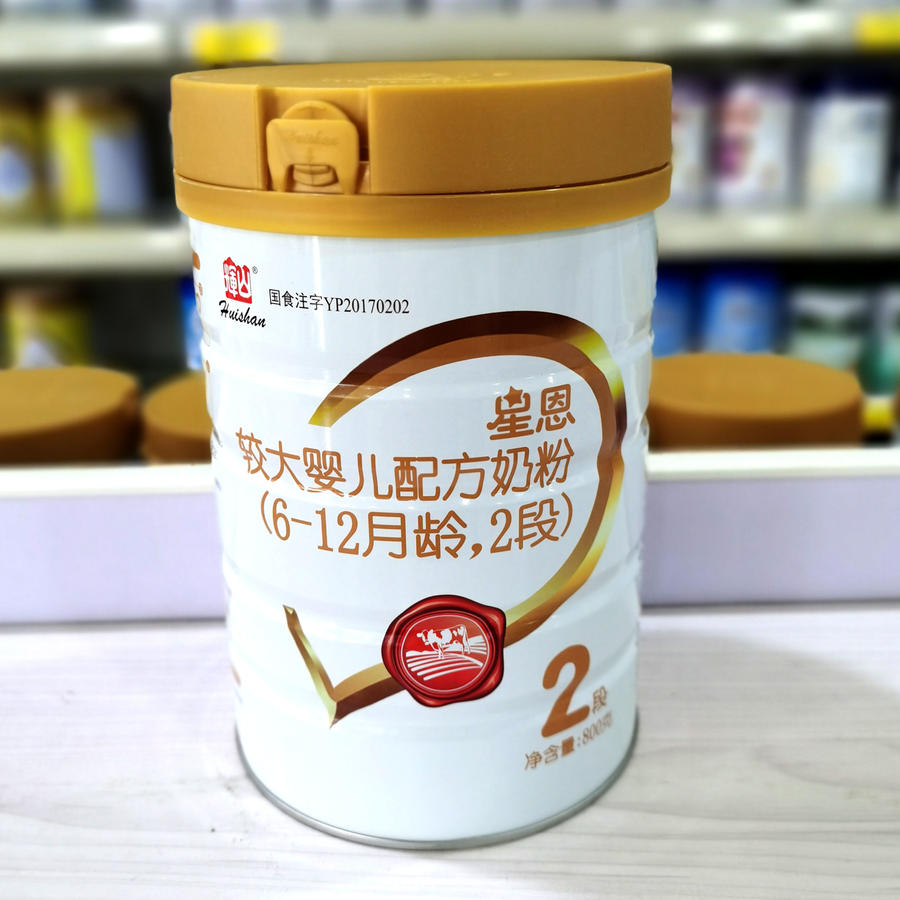 Huishan
輝山®
Huishan
国食注字YP20170202
星恩
较大婴儿配方奶粉
(6-12月龄,2段)
2段
净含量:800克